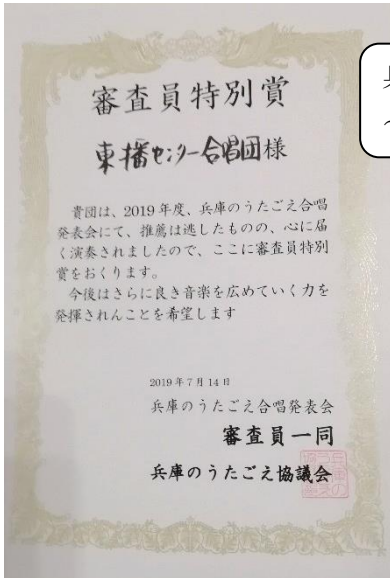 審査員特別賞
東播センター合唱団様
貴団は、2019年度、兵庫のうたごえ合唱
発表会にて、推薦は逃したものの、心に届
く演奏されましたので、ここに審査員特別
賞をおくります。
今後はさらに良き音楽を広めていく力を
発揮されんことを希望します
2019年7月14日
兵庫のうたごえ合唱発表会
審査員一同
兵庫のうたごえ協議会